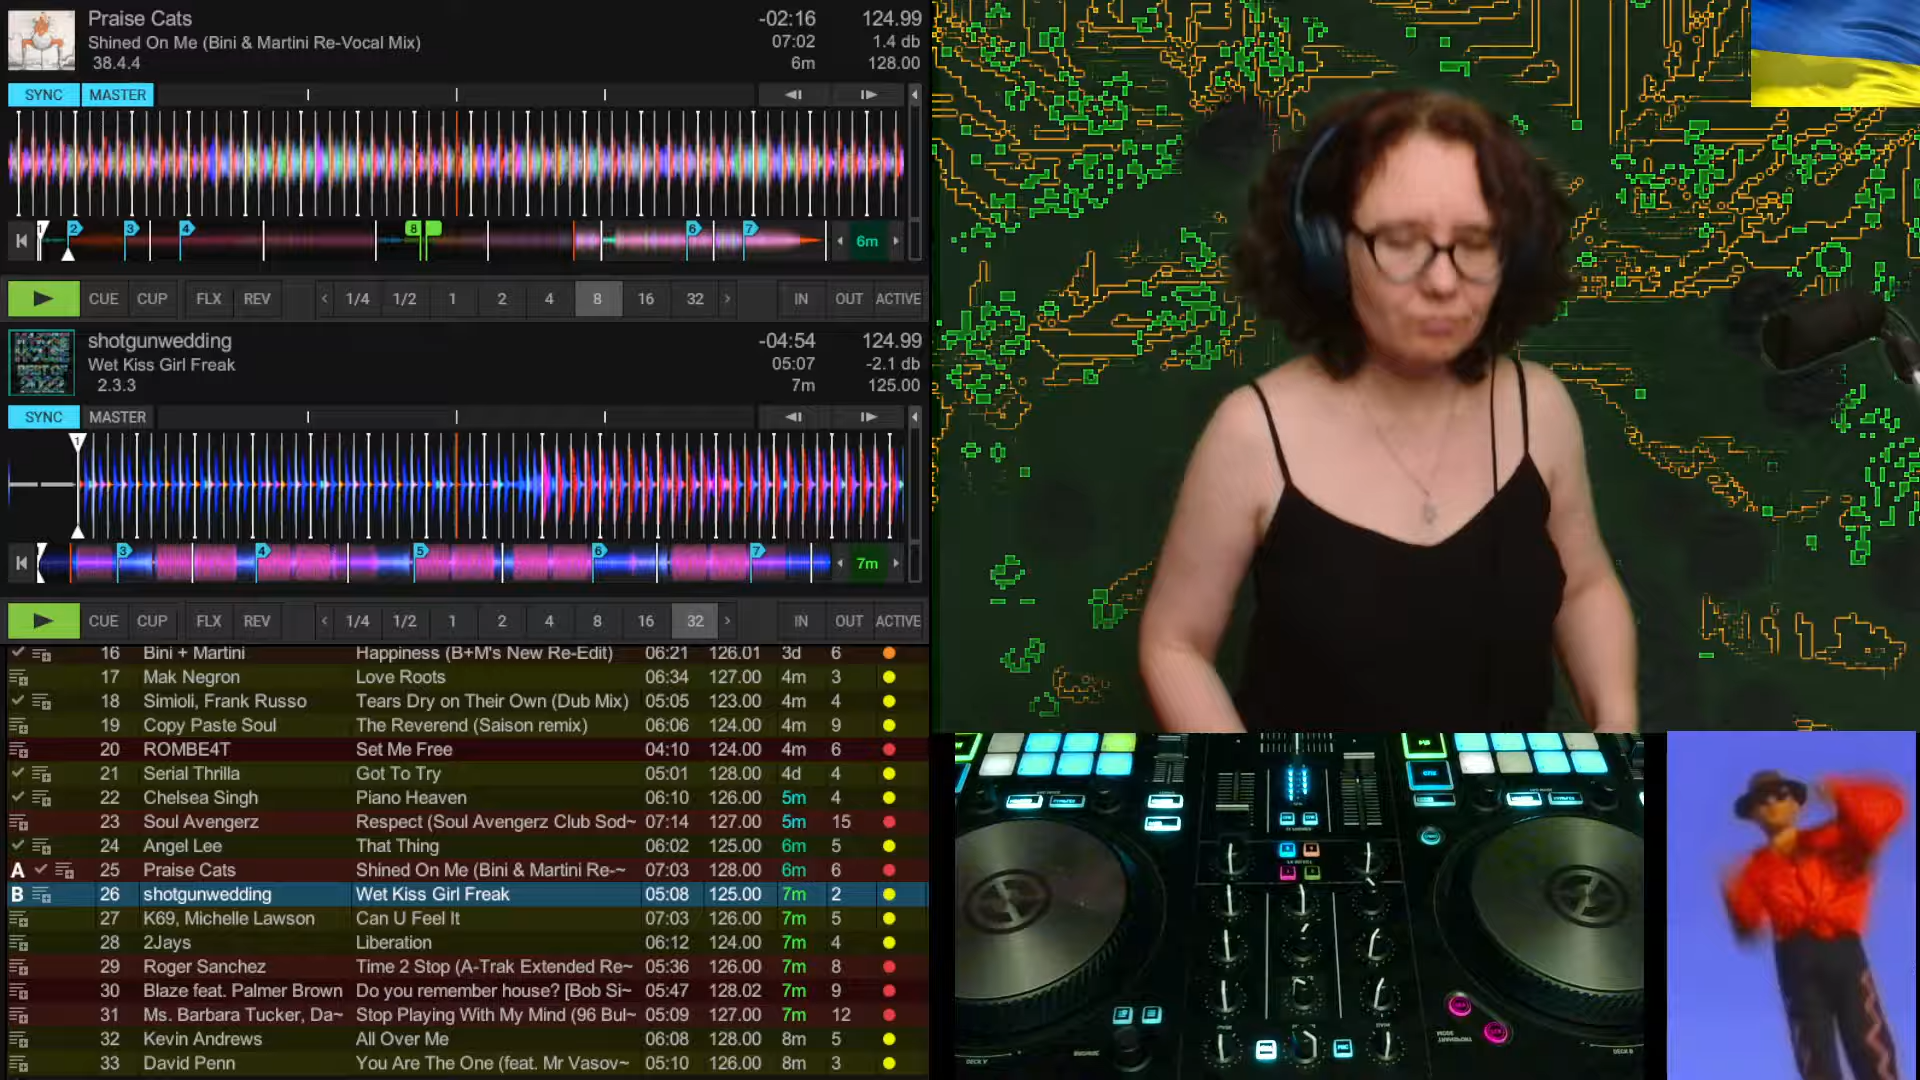 Praise Cats -02:16 124.99
Shined On Me (Bini & Martini Re-Vocal Mix) 07:02 1.4 db
38.4.4 6m 128.00
SYNC MASTER
1 2 3 4 8 6 7 6m
CUE CUP FLX REV < 1/4 1/2 1 2 4 8 16 32 > IN OUT ACTIVE
shotgunwedding -04:54 124.99
Wet Kiss Girl Freak 05:07 -2.1 db
2.3.3 7m 125.00
SYNC MASTER
1
3 4 5 6 7 7m
CUE CUP FLX REV < 1/4 1/2 1 2 4 8 16 32 > IN OUT ACTIVE
16 Bini + Martini Happiness (B+M's New Re-Edit) 06:21 126.01 3d 6
17 Mak Negron Love Roots 06:34 127.00 4m 3
18 Simioli, Frank Russo Tears Dry on Their Own (Dub Mix) 05:05 123.00 4m 4
19 Copy Paste Soul The Reverend (Saison remix) 06:06 124.00 4m 9
20 ROMBE4T Set Me Free 04:10 124.00 4m 6
21 Serial Thrilla Got To Try 05:01 128.00 4d 4
22 Chelsea Singh Piano Heaven 06:10 126.00 5m 4
23 Soul Avengerz Respect (Soul Avengerz Club Sod~ 07:14 127.00 5m 15
24 Angel Lee That Thing 06:02 125.00 6m 5
A 25 Praise Cats Shined On Me (Bini & Martini Re-~ 07:03 128.00 6m 6
B 26 shotgunwedding Wet Kiss Girl Freak 05:08 125.00 7m 2
27 K69, Michelle Lawson Can U Feel It 07:03 126.00 7m 5
28 2Jays Liberation 06:12 124.00 7m 4
29 Roger Sanchez Time 2 Stop (A-Trak Extended Re~ 05:36 126.00 7m 8
30 Blaze feat. Palmer Brown Do you remember house? [Bob Si~ 05:47 128.02 7m 9
31 Ms. Barbara Tucker, Da~ Stop Playing With My Mind (96 Bul~ 05:09 127.00 7m 12
32 Kevin Andrews All Over Me 06:08 128.00 8m 5
33 David Penn You Are The One (feat. Mr Vasov~ 05:10 126.00 8m 3